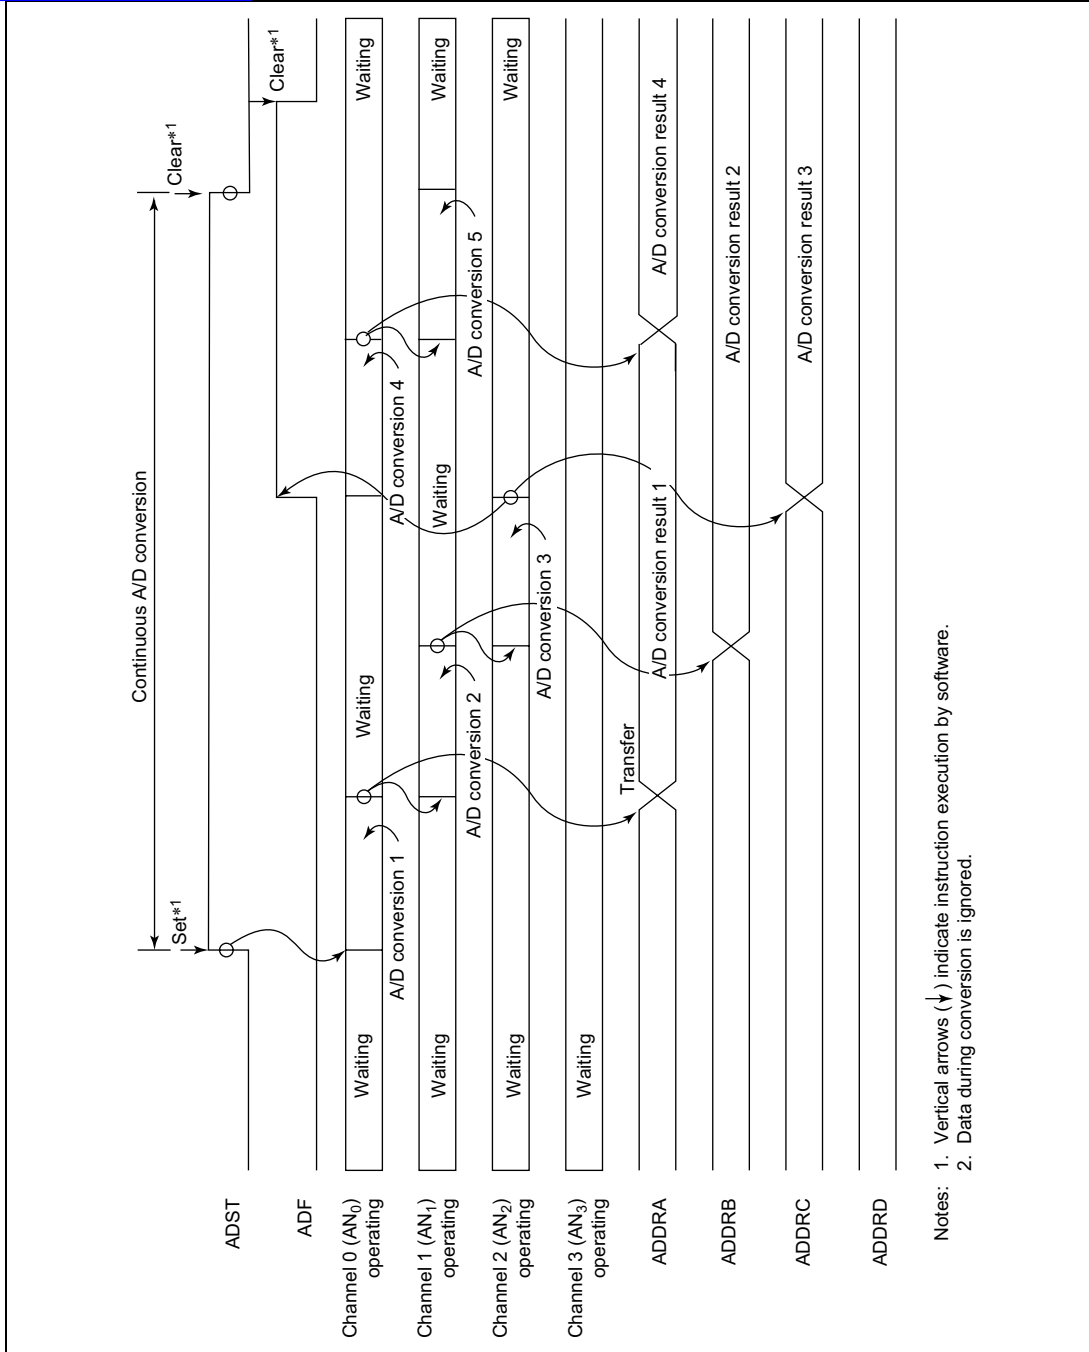 Continuous A/D conversion
Set*1
Clear*1
Clear*1
ADST
ADF
Channel 0 (AN0)
operating
Waiting
A/D conversion 1
Waiting
A/D conversion 4
Waiting
Channel 1 (AN1)
operating
Waiting
A/D conversion 2
Waiting
A/D conversion 5
Waiting
Channel 2 (AN2)
operating
Waiting
A/D conversion 3
Waiting
Channel 3 (AN3)
operating
Waiting
Transfer
ADDRA
A/D conversion result 1
A/D conversion result 4
ADDRB
A/D conversion result 2
ADDRC
A/D conversion result 3
ADDRD
Notes: 1. Vertical arrows (↓) indicate instruction execution by software.
2. Data during conversion is ignored.